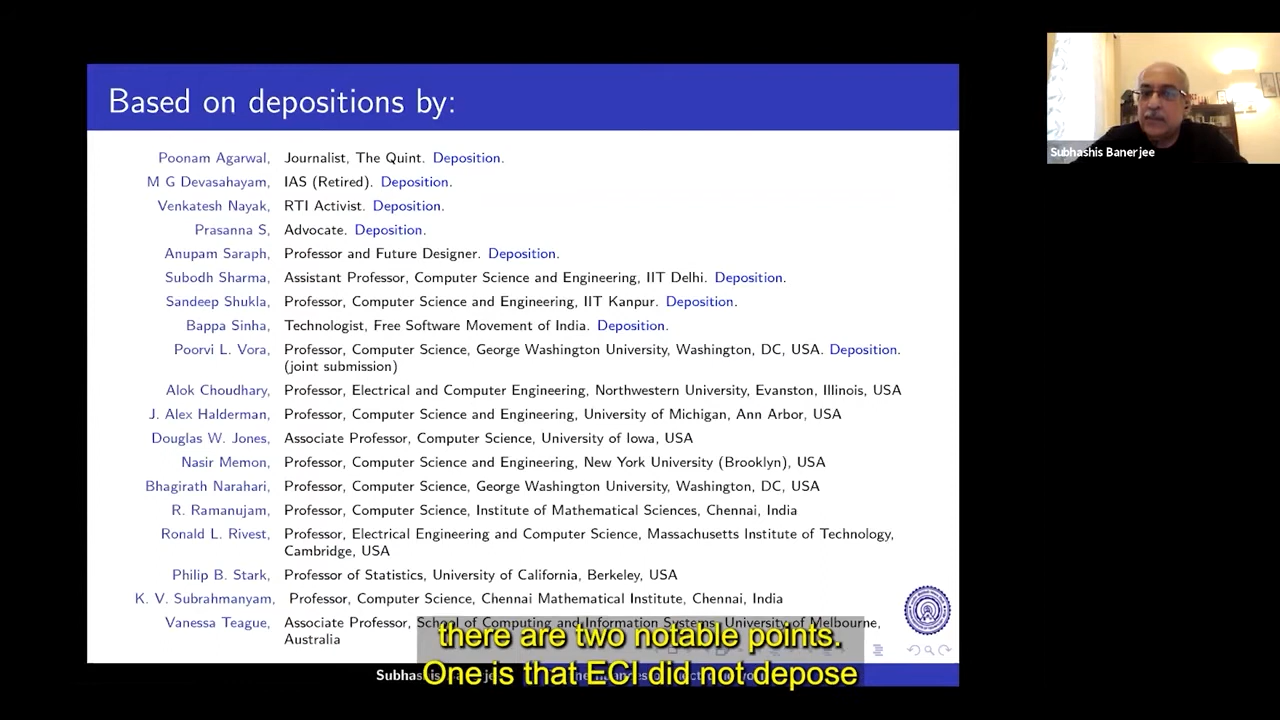 Based on depositions by:
Subhashis Banerjee
Poonam Agarwal, Journalist, The Quint. Deposition.
M G Devasahayam, IAS (Retired). Deposition.
Venkatesh Nayak, RTI Activist. Deposition.
Prasanna S, Advocate. Deposition.
Anupam Saraph, Professor and Future Designer. Deposition.
Subodh Sharma, Assistant Professor, Computer Science and Engineering, IIT Delhi. Deposition.
Sandeep Shukla, Professor, Computer Science and Engineering, IIT Kanpur. Deposition.
Bappa Sinha, Technologist, Free Software Movement of India. Deposition.
Poorvi L. Vora, Professor, Computer Science, George Washington University, Washington, DC, USA. Deposition.
(joint submission)
Alok Choudhary, Professor, Electrical and Computer Engineering, Northwestern University, Evanston, Illinois, USA
J. Alex Halderman, Professor, Computer Science and Engineering, University of Michigan, Ann Arbor, USA
Douglas W. Jones, Associate Professor, Computer Science, University of Iowa, USA
Nasir Memon, Professor, Computer Science and Engineering, New York University (Brooklyn), USA
Bhagirath Narahari, Professor, Computer Science, George Washington University, Washington, DC, USA
R. Ramanujam, Professor, Computer Science, Institute of Mathematical Sciences, Chennai, India
Ronald L. Rivest, Professor, Electrical Engineering and Computer Science, Massachusetts Institute of Technology,
Cambridge, USA
Philip B. Stark, Professor of Statistics, University of California, Berkeley, USA
K. V. Subrahmanyam, Professor, Computer Science, Chennai Mathematical Institute, Chennai, India
Vanessa Teague, Associate Professor, School of Computing and Information Systems, University of Melbourne,
Australia
there are two notable points.
One is that ECI did not depose